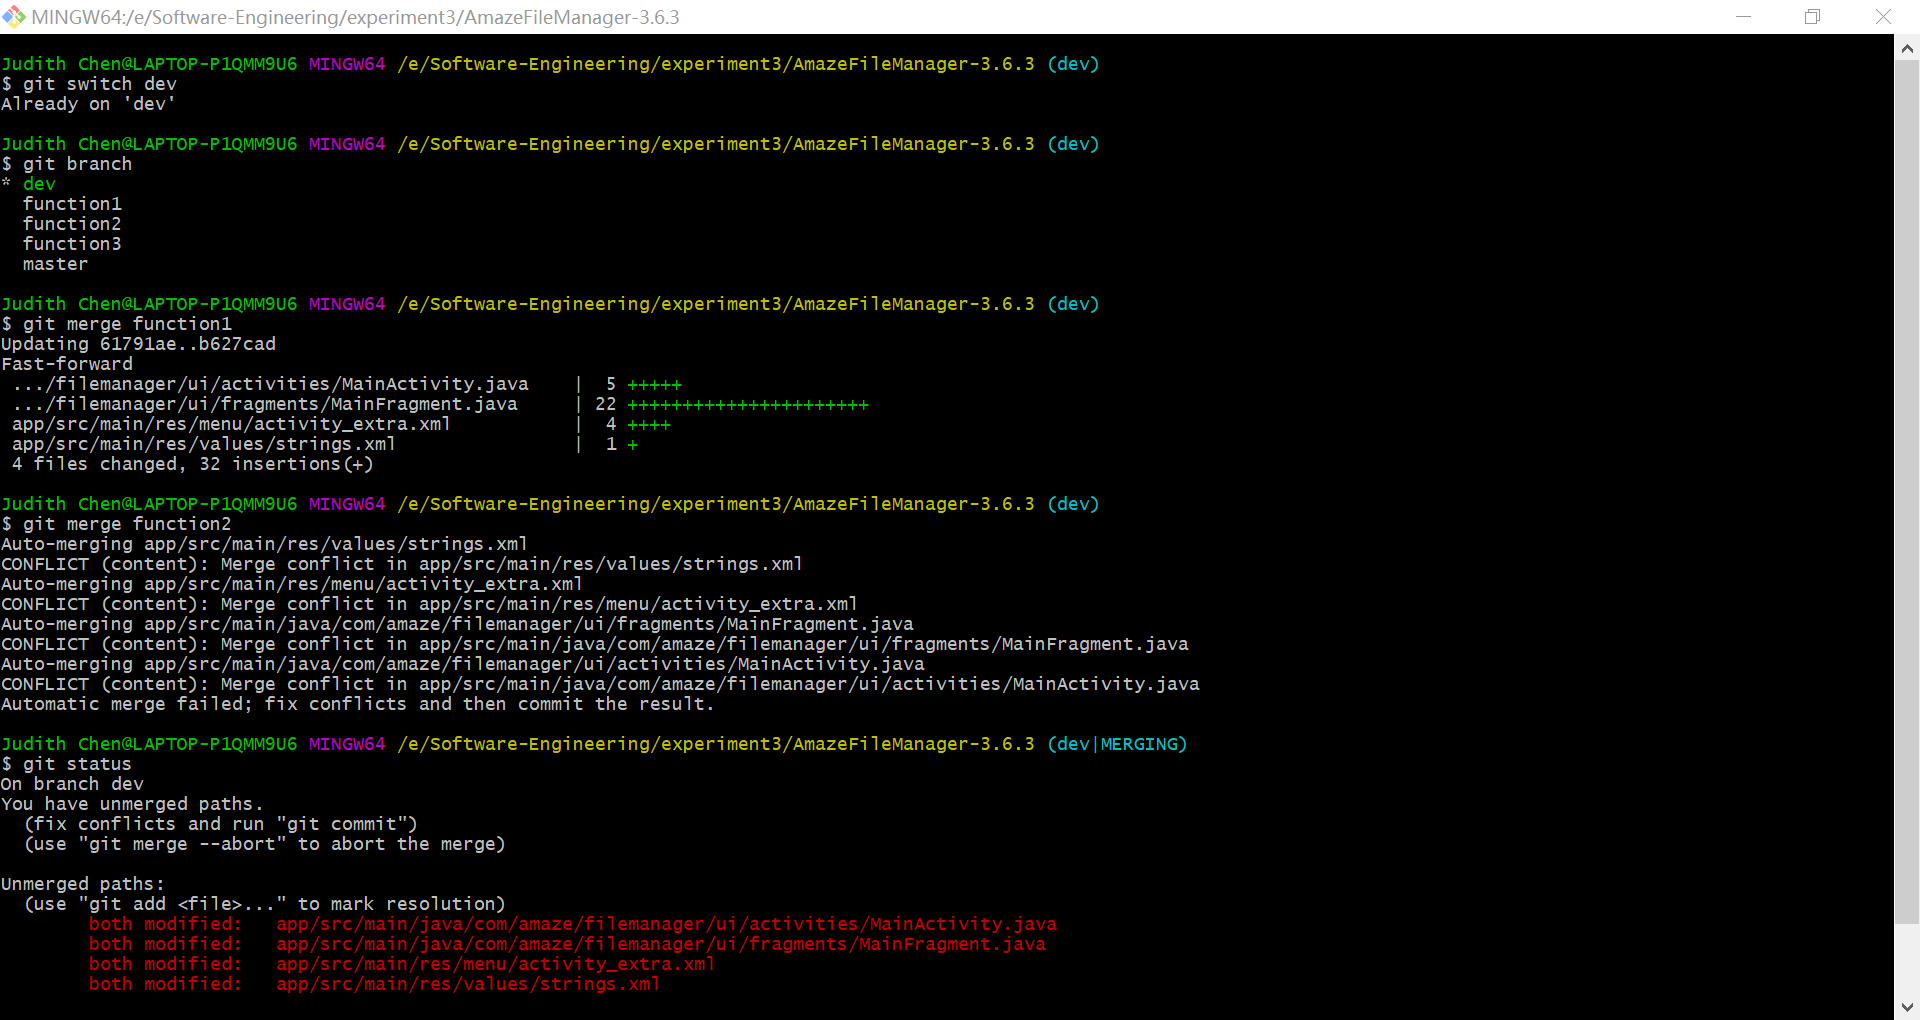 MINGW64:/e/Software-Engineering/experiment3/AmazeFileManager-3.6.3
Judith Chen@LAPTOP-P1QMM9U6 MINGW64 /e/Software-Engineering/experiment3/AmazeFileManager-3.6.3 (dev)
$ git switch dev
Already on 'dev'
Judith Chen@LAPTOP-P1QMM9U6 MINGW64 /e/Software-Engineering/experiment3/AmazeFileManager-3.6.3 (dev)
$ git branch
* dev
  function1
  function2
  function3
  master
Judith Chen@LAPTOP-P1QMM9U6 MINGW64 /e/Software-Engineering/experiment3/AmazeFileManager-3.6.3 (dev)
$ git merge function1
Updating 61791ae..b627cad
Fast-forward
 .../filemanager/ui/activities/MainActivity.java    |  5 +++++
 .../filemanager/ui/fragments/MainFragment.java     | 22 ++++++++++++++++++++++
 app/src/main/res/menu/activity_extra.xml           |  4 ++++
 app/src/main/res/values/strings.xml                |  1 +
 4 files changed, 32 insertions(+)
Judith Chen@LAPTOP-P1QMM9U6 MINGW64 /e/Software-Engineering/experiment3/AmazeFileManager-3.6.3 (dev)
$ git merge function2
Auto-merging app/src/main/res/values/strings.xml
CONFLICT (content): Merge conflict in app/src/main/res/values/strings.xml
Auto-merging app/src/main/res/menu/activity_extra.xml
CONFLICT (content): Merge conflict in app/src/main/res/menu/activity_extra.xml
Auto-merging app/src/main/java/com/amaze/filemanager/ui/fragments/MainFragment.java
CONFLICT (content): Merge conflict in app/src/main/java/com/amaze/filemanager/ui/fragments/MainFragment.java
Auto-merging app/src/main/java/com/amaze/filemanager/ui/activities/MainActivity.java
CONFLICT (content): Merge conflict in app/src/main/java/com/amaze/filemanager/ui/activities/MainActivity.java
Automatic merge failed; fix conflicts and then commit the result.
Judith Chen@LAPTOP-P1QMM9U6 MINGW64 /e/Software-Engineering/experiment3/AmazeFileManager-3.6.3 (dev|MERGING)
$ git status
On branch dev
You have unmerged paths.
  (fix conflicts and run "git commit")
  (use "git merge --abort" to abort the merge)
Unmerged paths:
  (use "git add <file>..." to mark resolution)
        both modified:   app/src/main/java/com/amaze/filemanager/ui/activities/MainActivity.java
        both modified:   app/src/main/java/com/amaze/filemanager/ui/fragments/MainFragment.java
        both modified:   app/src/main/res/menu/activity_extra.xml
        both modified:   app/src/main/res/values/strings.xml